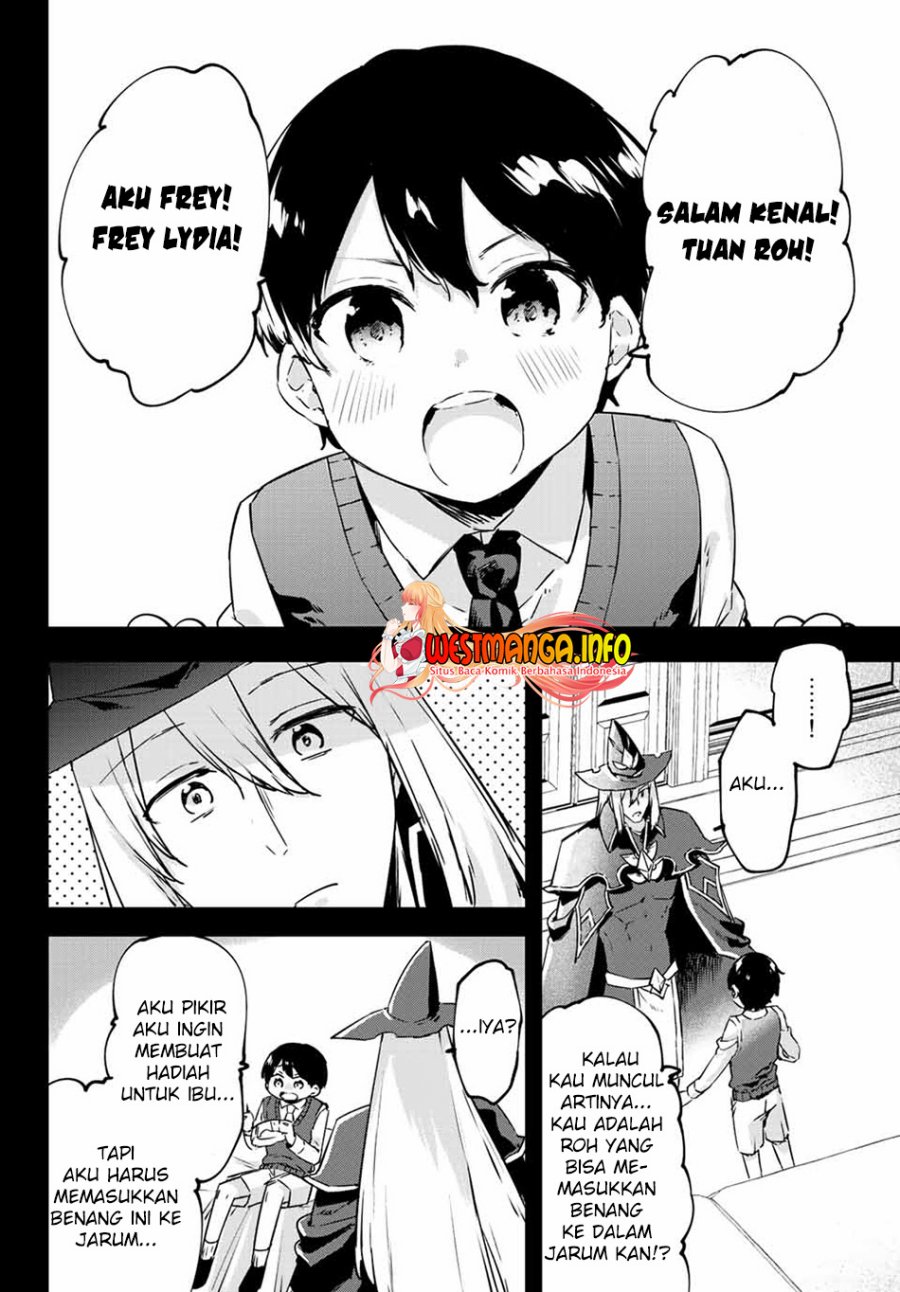 SALAM KENAL!
TUAN ROH!
AKU FREY!
FREY LYDIA!
WESTMANGA.INFO
Situs Baca Komik Berbahasa Indonesia
......
AKU...
KALAU
KAU MUNCUL
ARTINYA...
KAU ADALAH
ROH YANG
BISA ME-
MASUKKAN
BENANG
KE DALAM
JARUM KAN!?
...IYA?
AKU PIKIR
AKU INGIN
MEMBUAT
HADIAH
UNTUK IBU...
TAPI
AKU HARUS
MEMASUKKAN
BENANG INI KE
JARUM...